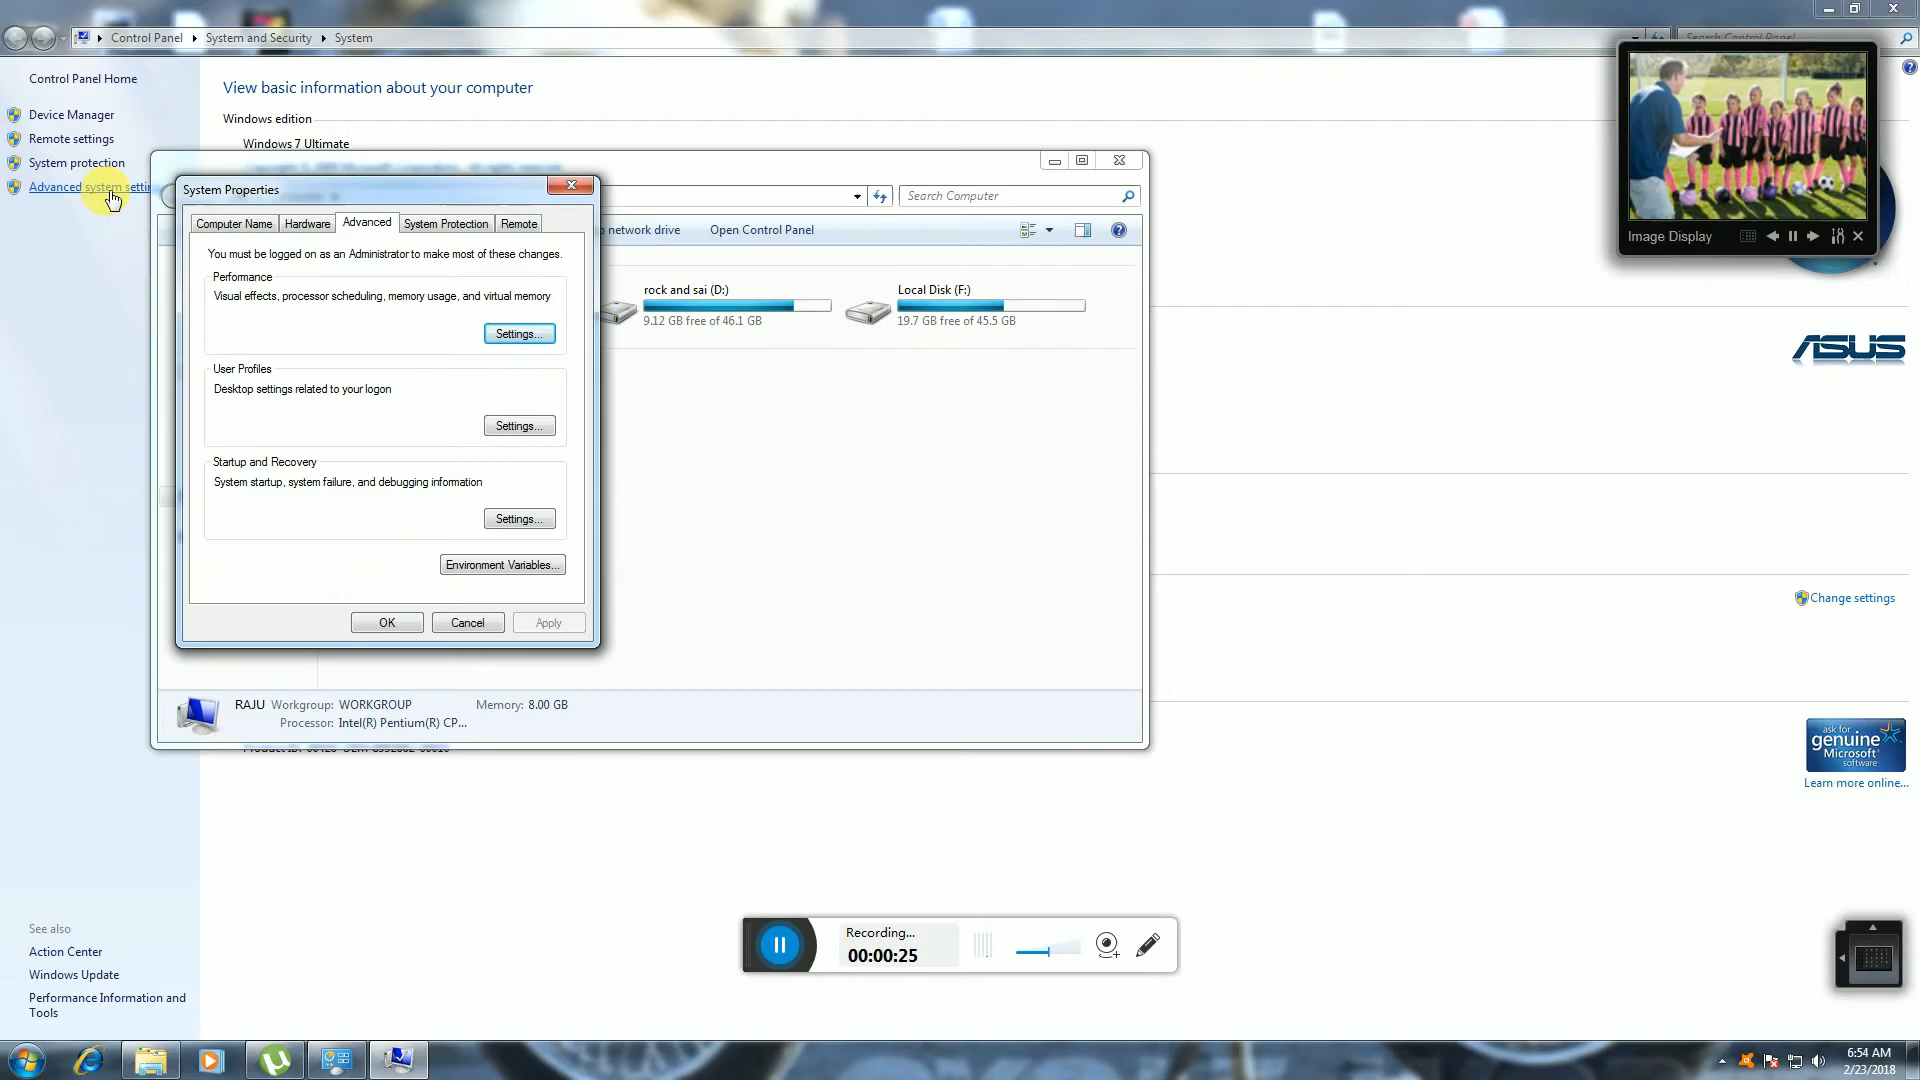 Control Panel
System and Security
System
Search Control Panel
Control Panel Home
Device Manager
Remote settings
System protection
Advanced system settin
View basic information about your computer
Windows edition
Windows 7 Ultimate
System Properties
Computer Name
Hardware
Advanced
System Protection
Remote
You must be logged on as an Administrator to make most of these changes.
Performance
Visual effects, processor scheduling, memory usage, and virtual memory
Settings...
User Profiles
Desktop settings related to your logon
Settings...
Startup and Recovery
System startup, system failure, and debugging information
Settings...
Environment Variables...
OK
Cancel
Apply
Search Computer
network drive
Open Control Panel
rock and sai (D:)
9.12 GB free of 46.1 GB
Local Disk (F:)
19.7 GB free of 45.5 GB
RAJU Workgroup: WORKGROUP Memory: 8.00 GB
Processor: Intel(R) Pentium(R) CP...
Image Display
ASUS
Change settings
ask for
genuine
Microsoft
software
Learn more online...
Recording...
00:00:25
See also
Action Center
Windows Update
Performance Information and
Tools
6:54 AM
2/23/2018